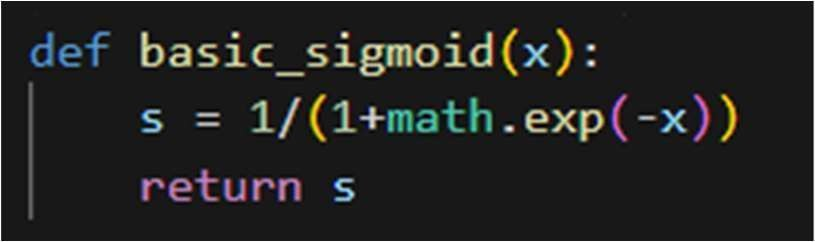 def basic_sigmoid(x):
    s = 1/(1+math.exp(-x))
    return s